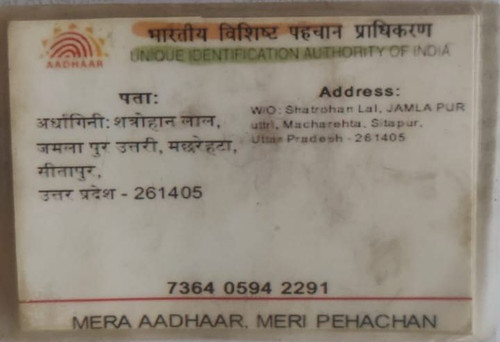 भारतीय विशिष्ट पहचान प्राधिकरण
UNIQUE IDENTIFICATION AUTHORITY OF INDIA
AADHAAR
पता:
अर्धांगिनी: शत्रोहान लाल,
जमला पुर उत्तरी, मछरेहटा,
सीतापुर,
उत्तर प्रदेश - 261405
Address:
W/O: Shatrohan Lal, JAMLA PUR
uttri, Macharehta, Sitapur,
Uttar Pradesh - 261405
7364 0594 2291
MERA AADHAAR, MERI PEHACHAN